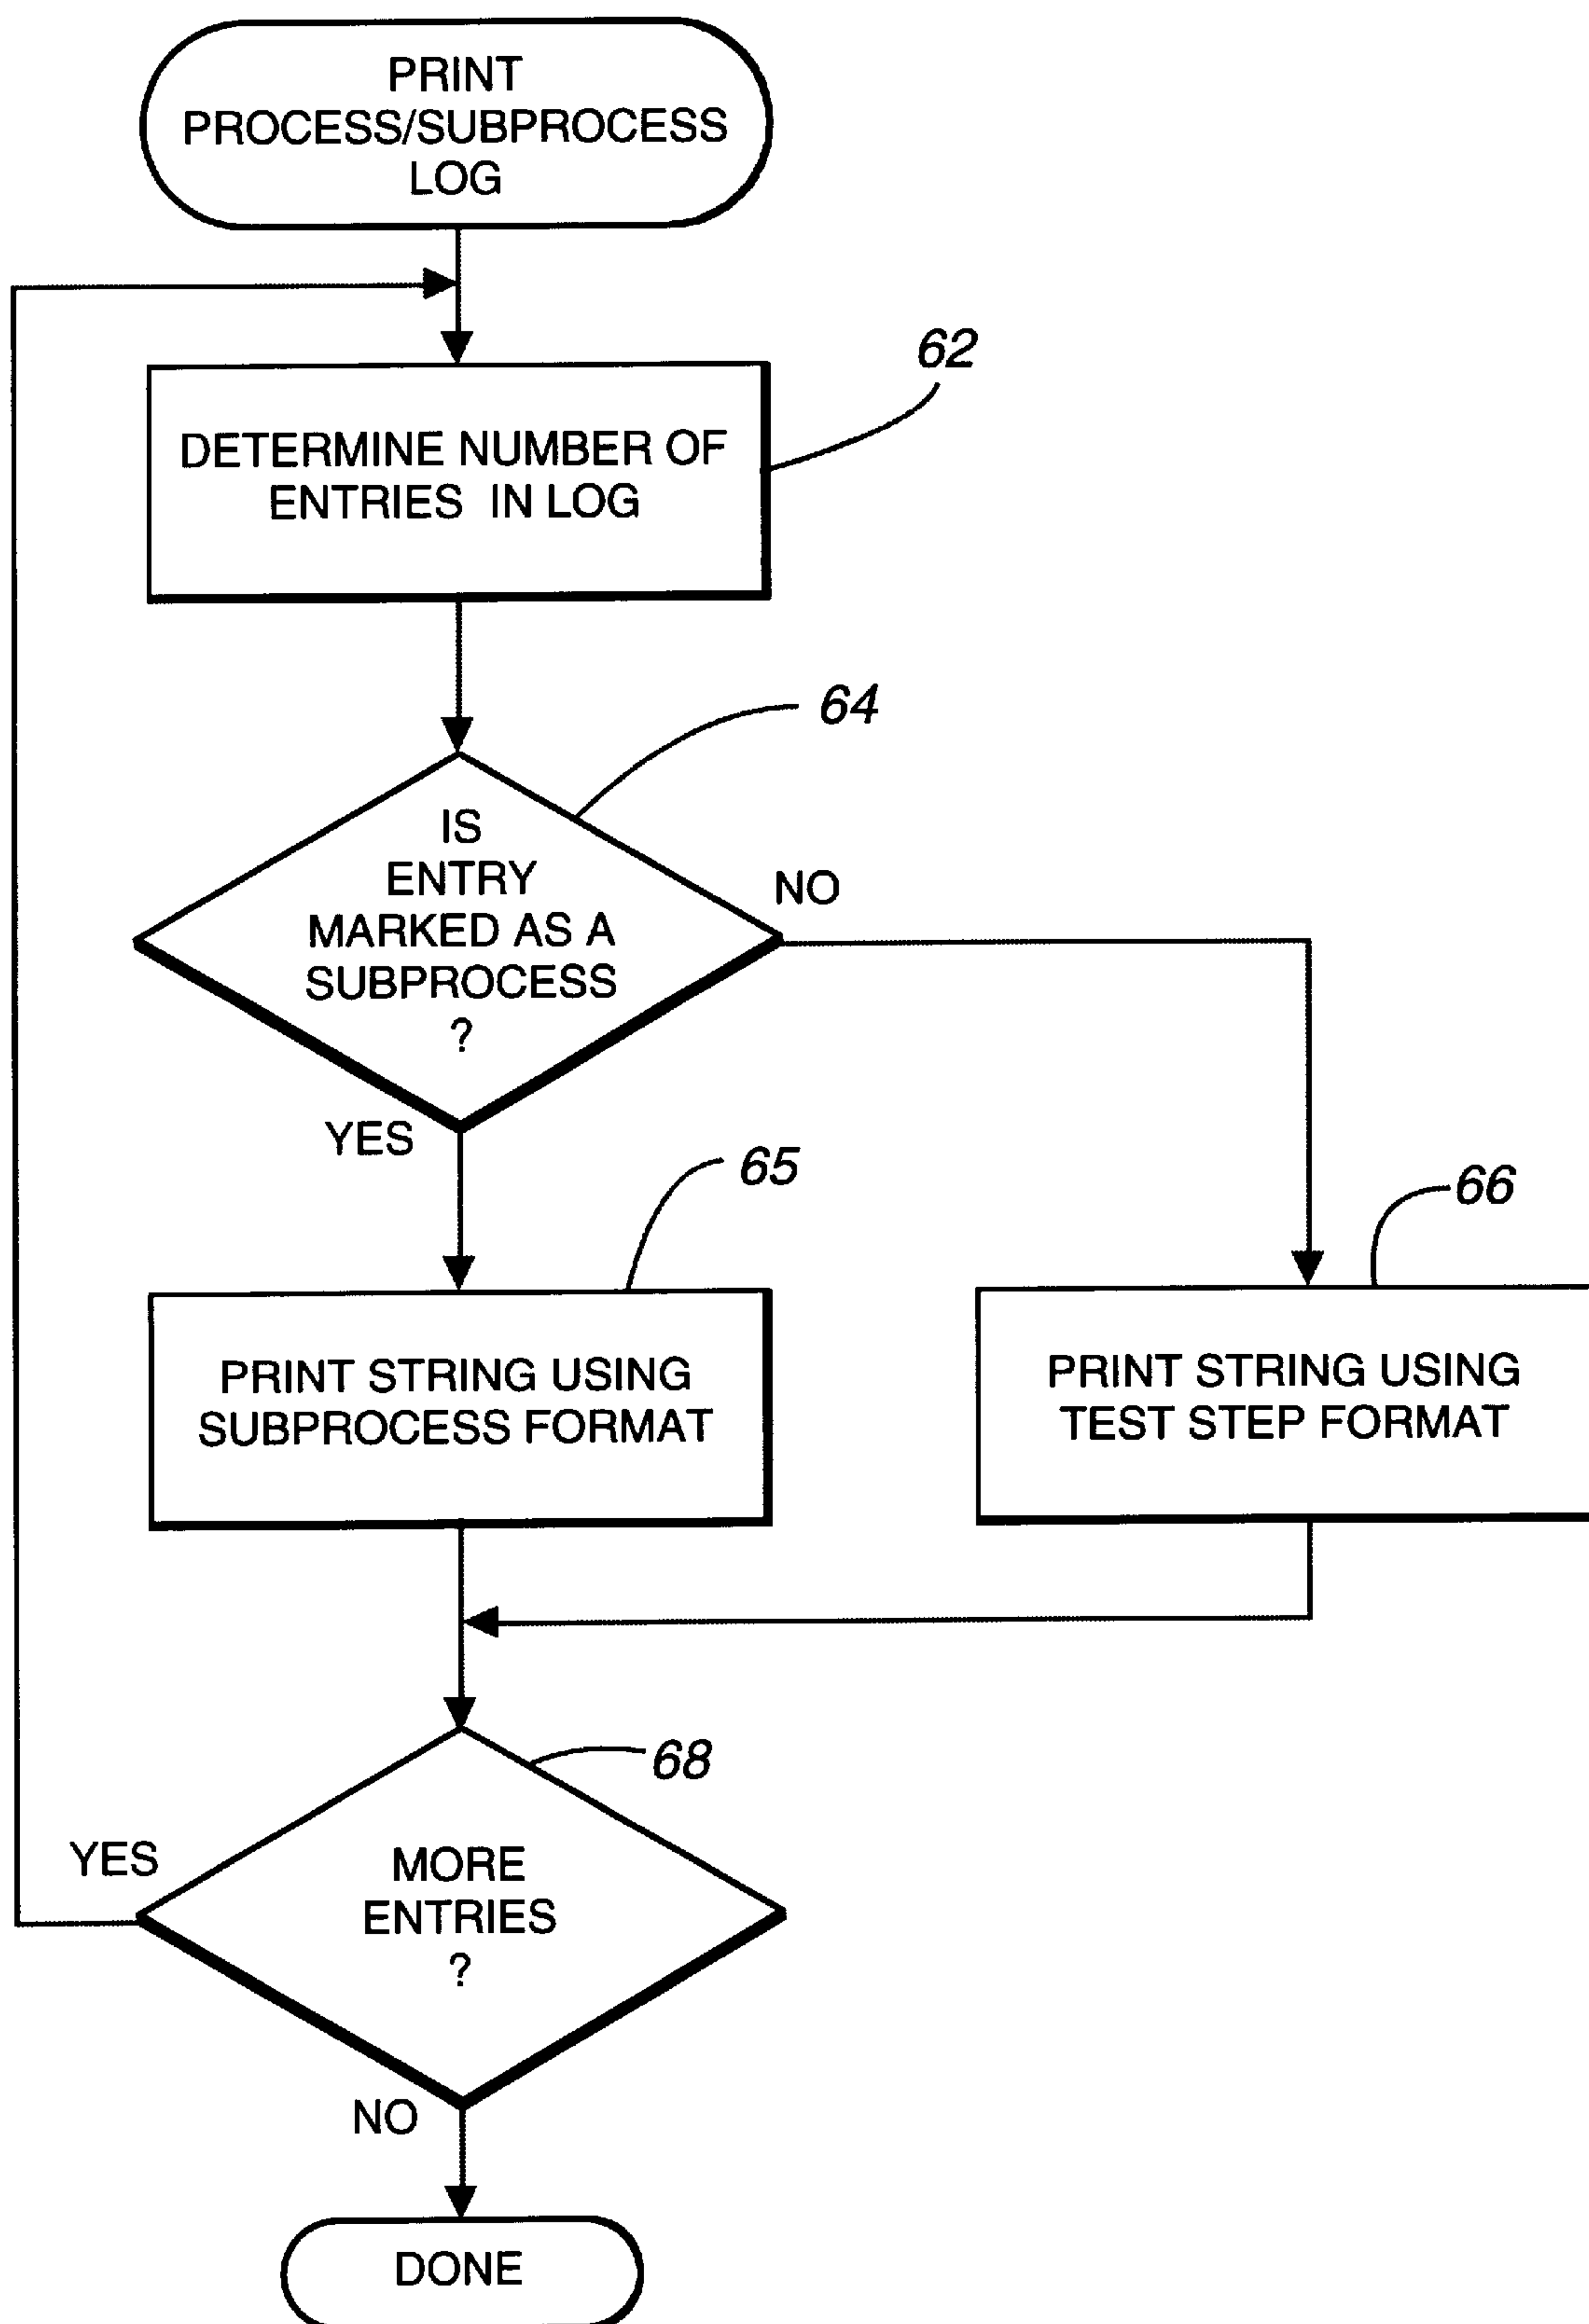 PRINT
PROCESS/SUBPROCESS
LOG
62
DETERMINE NUMBER OF
ENTRIES IN LOG
64
IS
ENTRY
MARKED AS A
SUBPROCESS
?
NO
YES
65
66
PRINT STRING USING
SUBPROCESS FORMAT
PRINT STRING USING
TEST STEP FORMAT
68
YES
MORE
ENTRIES
?
NO
DONE